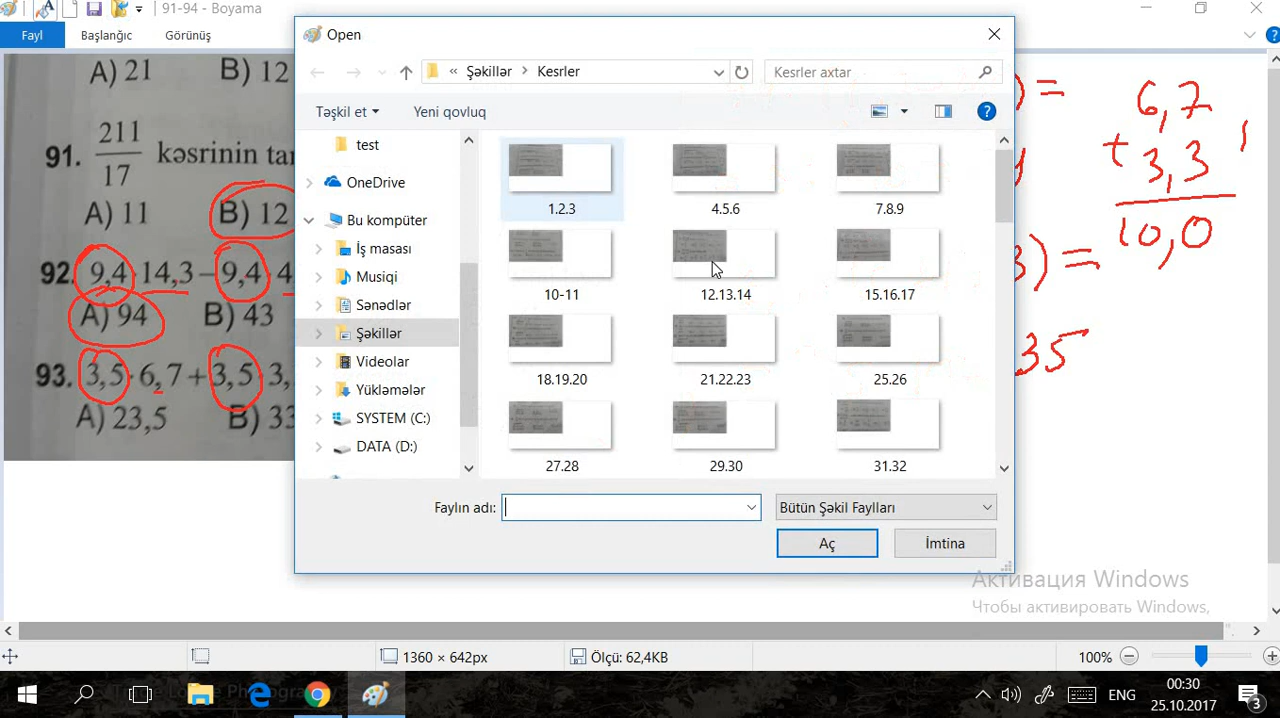 91-94 - Boyama
Fayl
Başlanğıc
Görünüş
A) 21 B) 12
91. 211/17 kəsrinin
A) 11 B) 12
92. 9,4·14,3−9,4·4
A) 94 B) 43
93. 3,5·6,7+3,5·3,
A) 23,5 B) 33
) =
6,7
+
3,3
10,0
3) =
35
Open
« Şəkillər > Kesrler
Kesrler axtar
Təşkil et
Yeni qovluq
test
OneDrive
Bu kompüter
İş masası
Musiqi
Sənədlər
Şəkillər
Videolar
Yükləmələr
SYSTEM (C:)
DATA (D:)
1.2.3
4.5.6
7.8.9
10-11
12.13.14
15.16.17
18.19.20
21.22.23
25.26
27.28
29.30
31.32
Faylın adı:
Bütün Şəkil Faylları
Aç
İmtina
Активация Windows
Чтобы активировать Windows,
1360 × 642px
Ölçü: 62,4KB
100%
ENG
00:30
25.10.2017
3